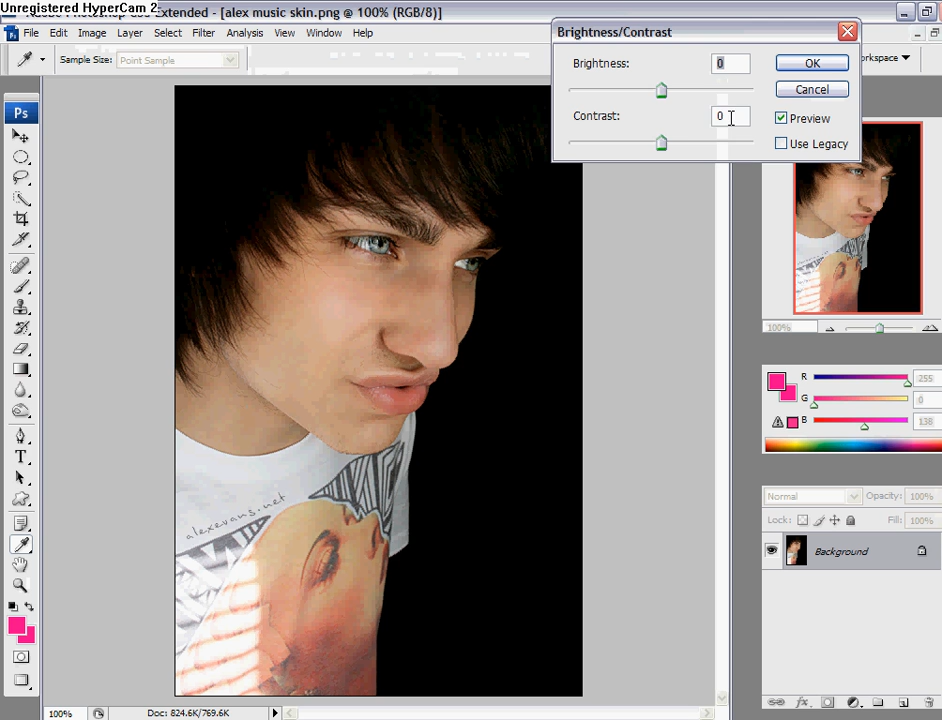 Unregistered HyperCam 2
Extended - [alex music skin.png @ 100% (RGB/8)]
File Edit Image Layer Select Filter Analysis View Window Help
Sample Size: Point Sample
Brightness/Contrast
Brightness: 0
OK
Cancel
Contrast: 0
Preview
Use Legacy
Ps
100%
R 255
G 0
B 138
Normal Opacity: 100%
Lock: Fill: 100%
Background
alexevans.net
T
100% Doc: 824.6K/769.6K